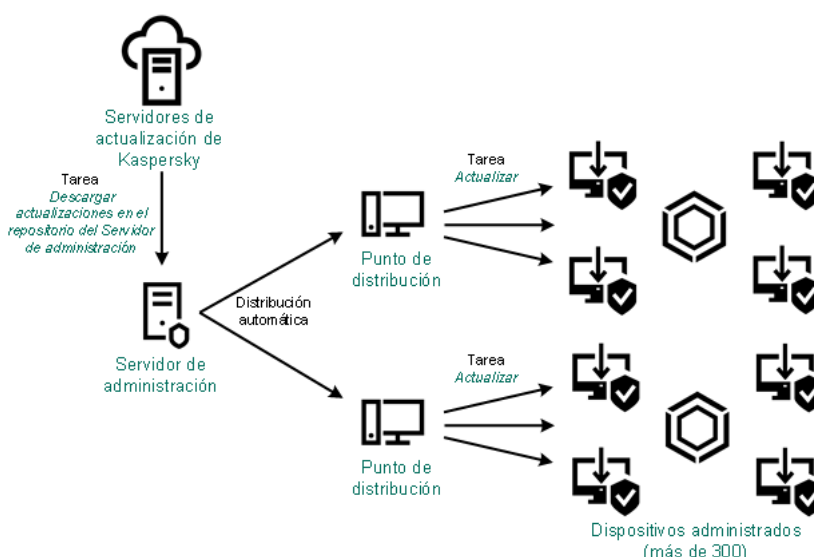 Servidores de
actualización de
Kaspersky
Tarea
Descargar
actualizaciones en el
repositorio del Servidor
de administración
Servidor de
administración
Distribución
automática
Punto de
distribución
Tarea
Actualizar
Punto de
distribución
Tarea
Actualizar
Dispositivos administrados
(más de 300)